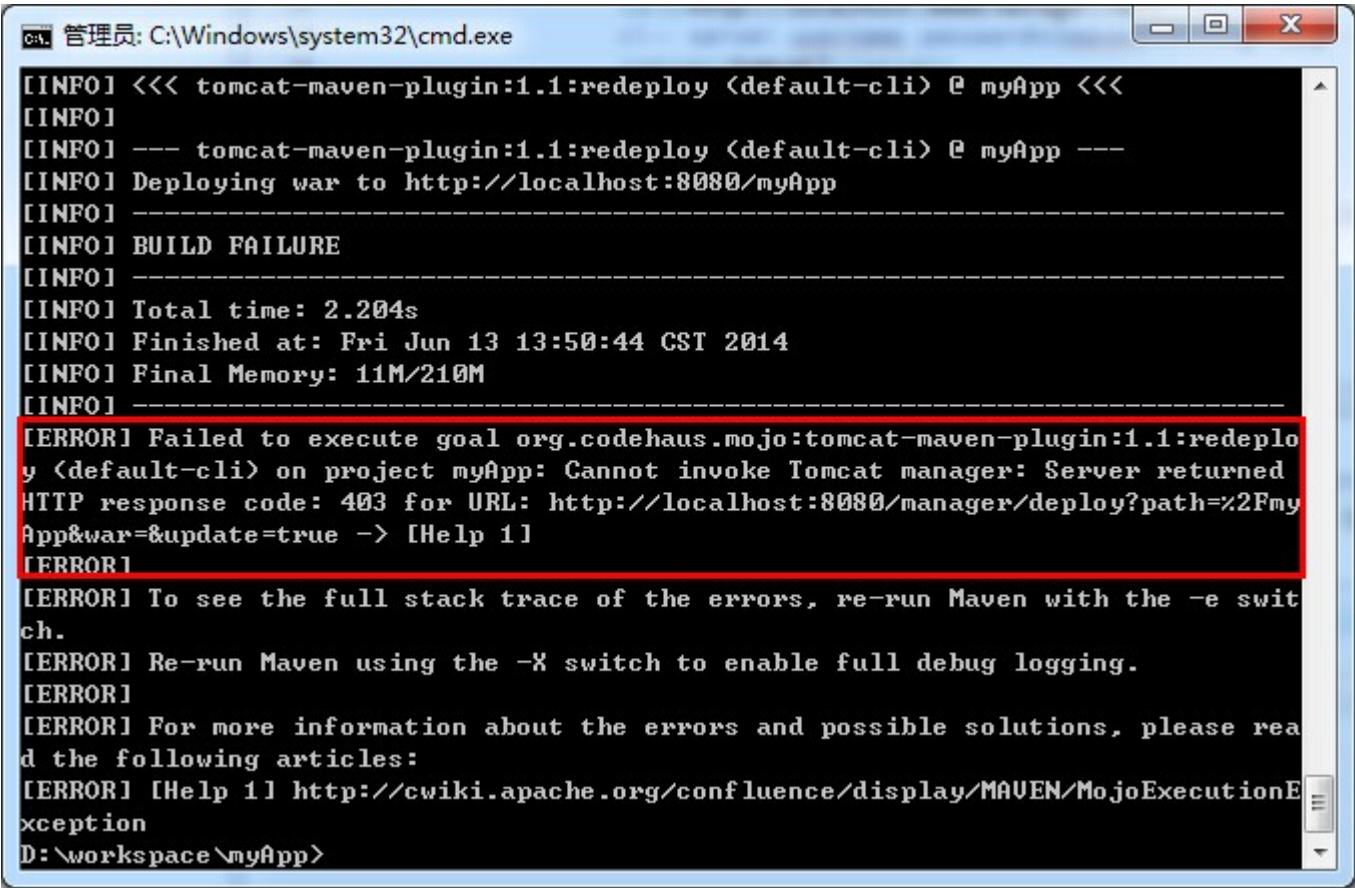 管理员: C:\Windows\system32\cmd.exe
[INFO] <<< tomcat-maven-plugin:1.1:redeploy (default-cli) @ myApp <<<
[INFO]
[INFO] --- tomcat-maven-plugin:1.1:redeploy (default-cli) @ myApp ---
[INFO] Deploying war to http://localhost:8080/myApp
[INFO] ------------------------------------------------------------------------
[INFO] BUILD FAILURE
[INFO] ------------------------------------------------------------------------
[INFO] Total time: 2.204s
[INFO] Finished at: Fri Jun 13 13:50:44 CST 2014
[INFO] Final Memory: 11M/210M
[INFO] ------------------------------------------------------------------------
[ERROR] Failed to execute goal org.codehaus.mojo:tomcat-maven-plugin:1.1:redeplo
y (default-cli) on project myApp: Cannot invoke Tomcat manager: Server returned
HTTP response code: 403 for URL: http://localhost:8080/manager/deploy?path=%2Fmy
App&war=&update=true -> [Help 1]
[ERROR]
[ERROR] To see the full stack trace of the errors, re-run Maven with the -e swit
ch.
[ERROR] Re-run Maven using the -X switch to enable full debug logging.
[ERROR]
[ERROR] For more information about the errors and possible solutions, please rea
d the following articles:
[ERROR] [Help 1] http://cwiki.apache.org/confluence/display/MAVEN/MojoExecutionE
xception
D:\workspace\myApp>